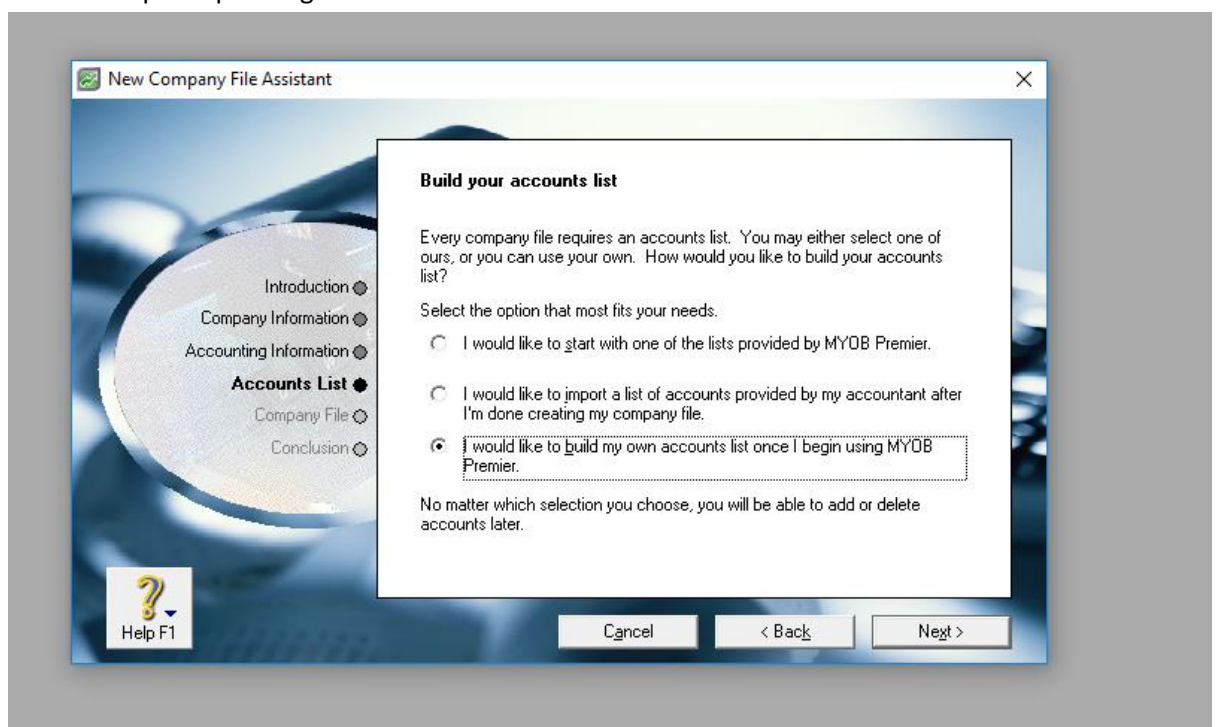 New Company File Assistant
Build your accounts list
Every company file requires an accounts list. You may either select one of
ours, or you can use your own. How would you like to build your accounts
list?
Select the option that most fits your needs.
I would like to start with one of the lists provided by MYOB Premier.
I would like to import a list of accounts provided by my accountant after
I'm done creating my company file.
I would like to build my own accounts list once I begin using MYOB
Premier.
No matter which selection you choose, you will be able to add or delete
accounts later.
Introduction
Company Information
Accounting Information
Accounts List
Company File
Conclusion
Help F1
Cancel
< Back
Next >